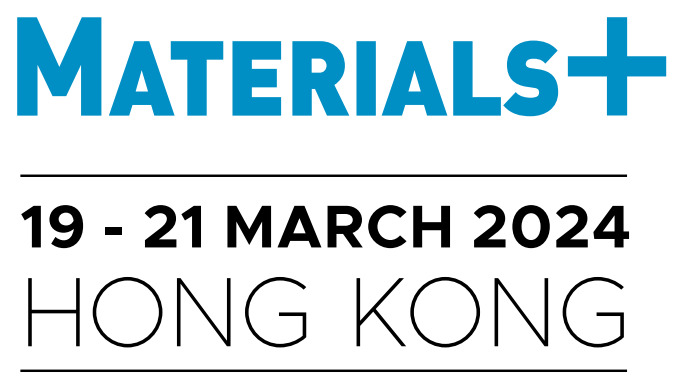 MATERIALS+
19 - 21 MARCH 2024
HONG KONG